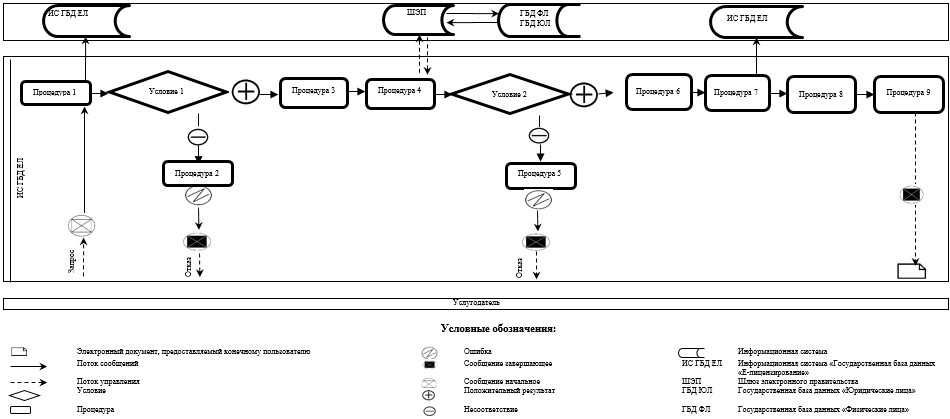 ИС ГБД ЕЛ
ШЭП
ГБД ФЛ
ГБД ЮЛ
ИС ГБД ЕЛ
Процедура 1
Условие 1
Процедура 3
Процедура 4
Условие 2
Процедура 6
Процедура 7
Процедура 8
Процедура 9
Процедура 2
Процедура 5
ИС ГБД ЕЛ
Запрос
Отказ
Отказ
Услугодатель
Условные обозначения:
Электронный документ, предоставляемый конечному пользователю
Ошибка
Информационная система
Поток сообщений
Сообщение завершающее
ИС ГБД ЕЛ
Информационная система «Государственная база данных
«Е-лицензирование»
Поток управления
Сообщение начальное
ШЭП
Шлюз электронного правительства
Условие
Положительный результат
ГБД ЮЛ
Государственная база данных «Юридические лица»
Процедура
Несоответствие
ГБД ФЛ
Государственная база данных «Физические лица»